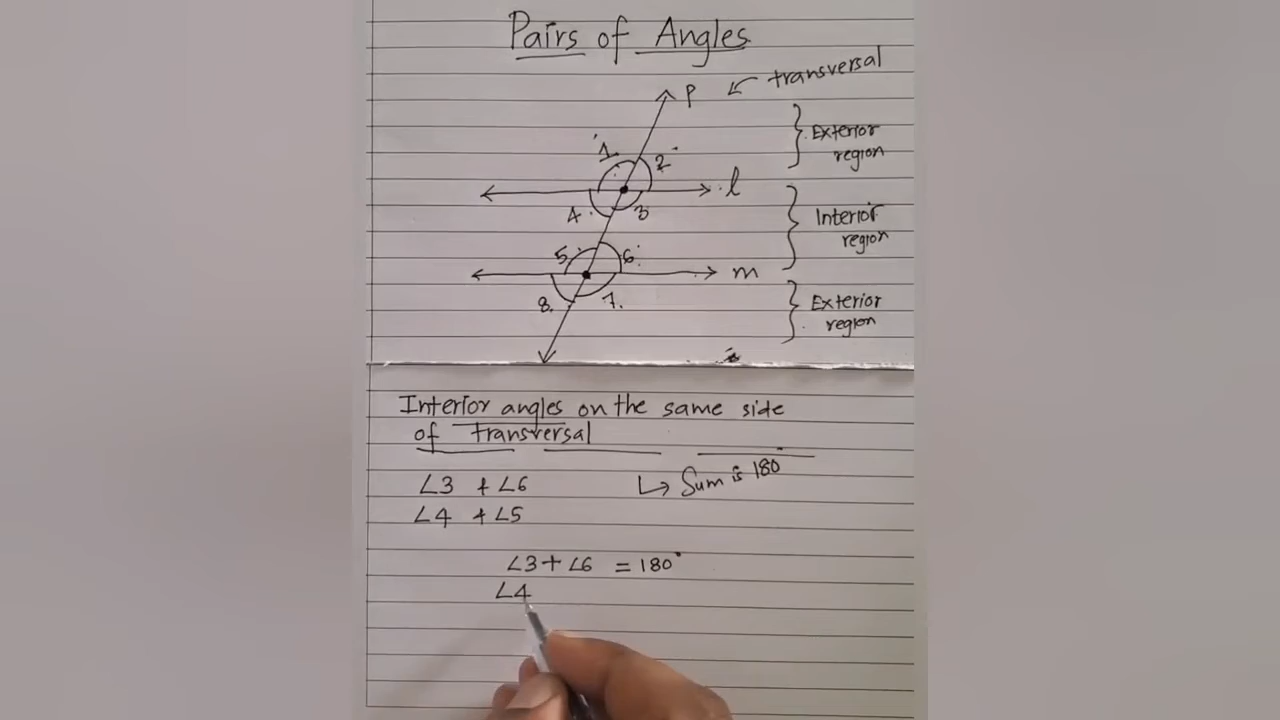 Pairs of Angles
transversal
P
Exterior
region
1
2
l
4
3
Interior
region
5
6
m
8
7
Exterior
region
Interior angles on the same side
of transversal
∠3 + ∠6
↳ Sum is 180°
∠4 + ∠5
∠3 + ∠6 = 180°
∠4